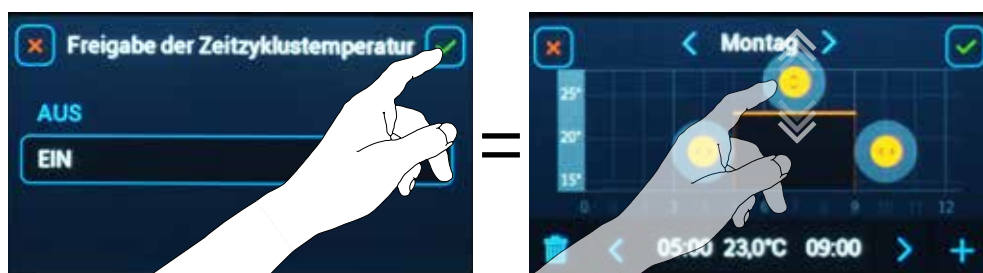 Freigabe der Zeitzyklustemperatur
AUS
EIN
=
Montag
25°
20°
15°
0 3 6 9 12
05:00 23,0°C 09:00